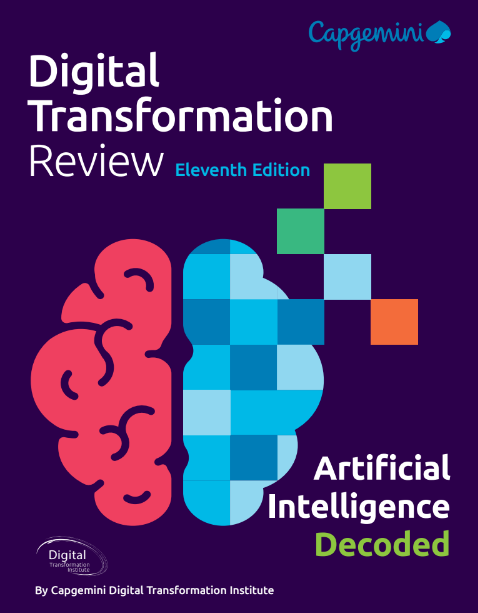 Capgemini
Digital
Transformation
Review Eleventh Edition
Artificial
Intelligence
Decoded
Digital
Transformation
Institute
By Capgemini Digital Transformation Institute